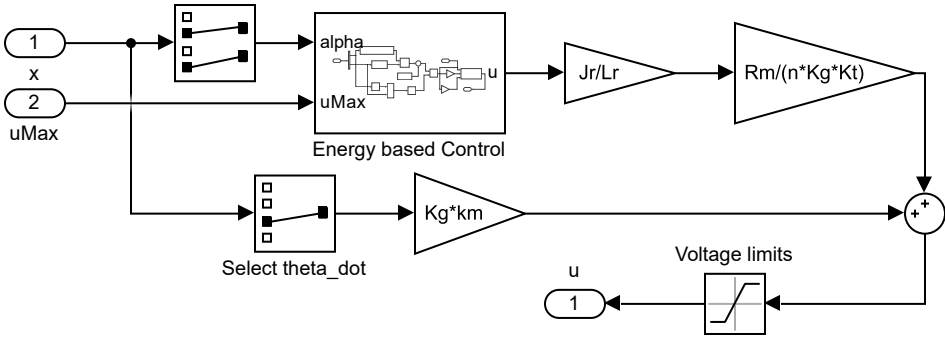 1
x
2
uMax
alpha
uMax
u
Energy based Control
Jr/Lr
Rm/(n*Kg*Kt)
Select theta_dot
Kg*km
+
+
Voltage limits
u
1